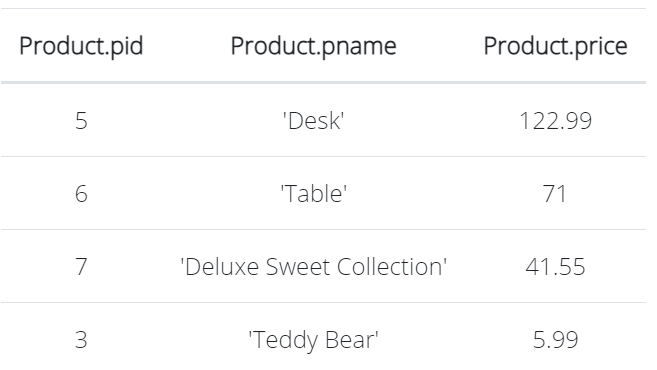 Product.pid Product.pname Product.price
5 'Desk' 122.99
6 'Table' 71
7 'Deluxe Sweet Collection' 41.55
3 'Teddy Bear' 5.99